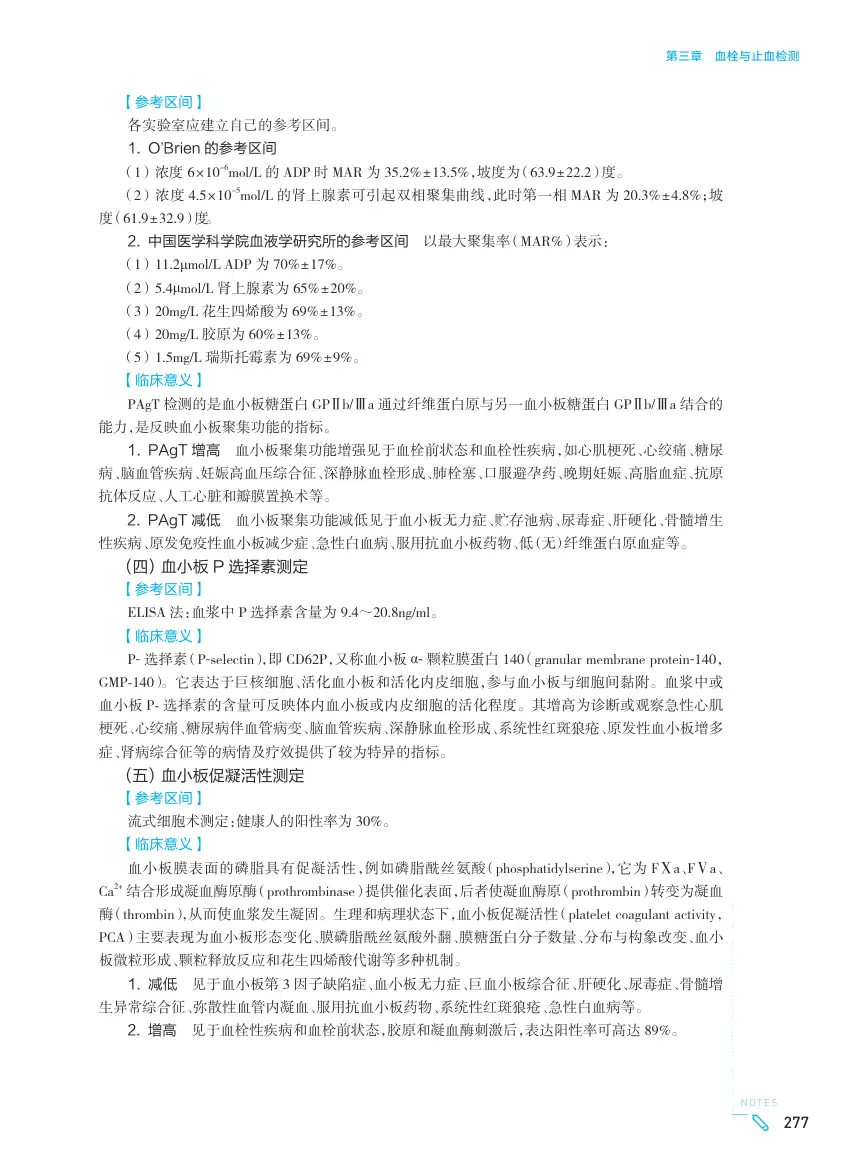 第三章　血栓与止血检测
【参考区间】
各实验室应建立自己的参考区间。
1. O'Brien 的参考区间
（1）浓度 6×10⁻⁶mol/L 的 ADP 时 MAR 为 35.2%±13.5%,坡度为（63.9±22.2）度。
（2）浓度 4.5×10⁻⁵mol/L 的肾上腺素可引起双相聚集曲线,此时第一相 MAR 为 20.3%±4.8%;坡
度（61.9±32.9）度。
2. 中国医学科学院血液学研究所的参考区间　以最大聚集率（MAR%）表示:
（1）11.2μmol/L ADP 为 70%±17%。
（2）5.4μmol/L 肾上腺素为 65%±20%。
（3）20mg/L 花生四烯酸为 69%±13%。
（4）20mg/L 胶原为 60%±13%。
（5）1.5mg/L 瑞斯托霉素为 69%±9%。
【临床意义】
PAgT 检测的是血小板糖蛋白 GPⅡb/Ⅲa 通过纤维蛋白原与另一血小板糖蛋白 GPⅡb/Ⅲa 结合的
能力,是反映血小板聚集功能的指标。
1. PAgT 增高　血小板聚集功能增强见于血栓前状态和血栓性疾病,如心肌梗死、心绞痛、糖尿
病、脑血管疾病、妊娠高血压综合征、深静脉血栓形成、肺栓塞、口服避孕药、晚期妊娠、高脂血症、抗原
抗体反应、人工心脏和瓣膜置换术等。
2. PAgT 减低　血小板聚集功能减低见于血小板无力症、贮存池病、尿毒症、肝硬化、骨髓增生
性疾病、原发免疫性血小板减少症、急性白血病、服用抗血小板药物、低（无）纤维蛋白原血症等。
（四）血小板 P 选择素测定
【参考区间】
ELISA 法:血浆中 P 选择素含量为 9.4～20.8ng/ml。
【临床意义】
P- 选择素（P-selectin）,即 CD62P,又称血小板 α- 颗粒膜蛋白 140（granular membrane protein-140,
GMP-140）。它表达于巨核细胞、活化血小板和活化内皮细胞,参与血小板与细胞间黏附。血浆中或
血小板 P- 选择素的含量可反映体内血小板或内皮细胞的活化程度。其增高为诊断或观察急性心肌
梗死、心绞痛、糖尿病伴血管病变、脑血管疾病、深静脉血栓形成、系统性红斑狼疮、原发性血小板增多
症、肾病综合征等的病情及疗效提供了较为特异的指标。
（五）血小板促凝活性测定
【参考区间】
流式细胞术测定:健康人的阳性率为 30%。
【临床意义】
血小板膜表面的磷脂具有促凝活性,例如磷脂酰丝氨酸（phosphatidylserine）,它为 FⅩa、FⅤa、
Ca²⁺ 结合形成凝血酶原酶（prothrombinase）提供催化表面,后者使凝血酶原（prothrombin）转变为凝血
酶（thrombin）,从而使血浆发生凝固。生理和病理状态下,血小板促凝活性（platelet coagulant activity,
PCA）主要表现为血小板形态变化、膜磷脂酰丝氨酸外翻、膜糖蛋白分子数量、分布与构象改变、血小
板微粒形成、颗粒释放反应和花生四烯酸代谢等多种机制。
1. 减低　见于血小板第 3 因子缺陷症、血小板无力症、巨血小板综合征、肝硬化、尿毒症、骨髓增
生异常综合征、弥散性血管内凝血、服用抗血小板药物、系统性红斑狼疮、急性白血病等。
2. 增高　见于血栓性疾病和血栓前状态,胶原和凝血酶刺激后,表达阳性率可高达 89%。
NOTES
277